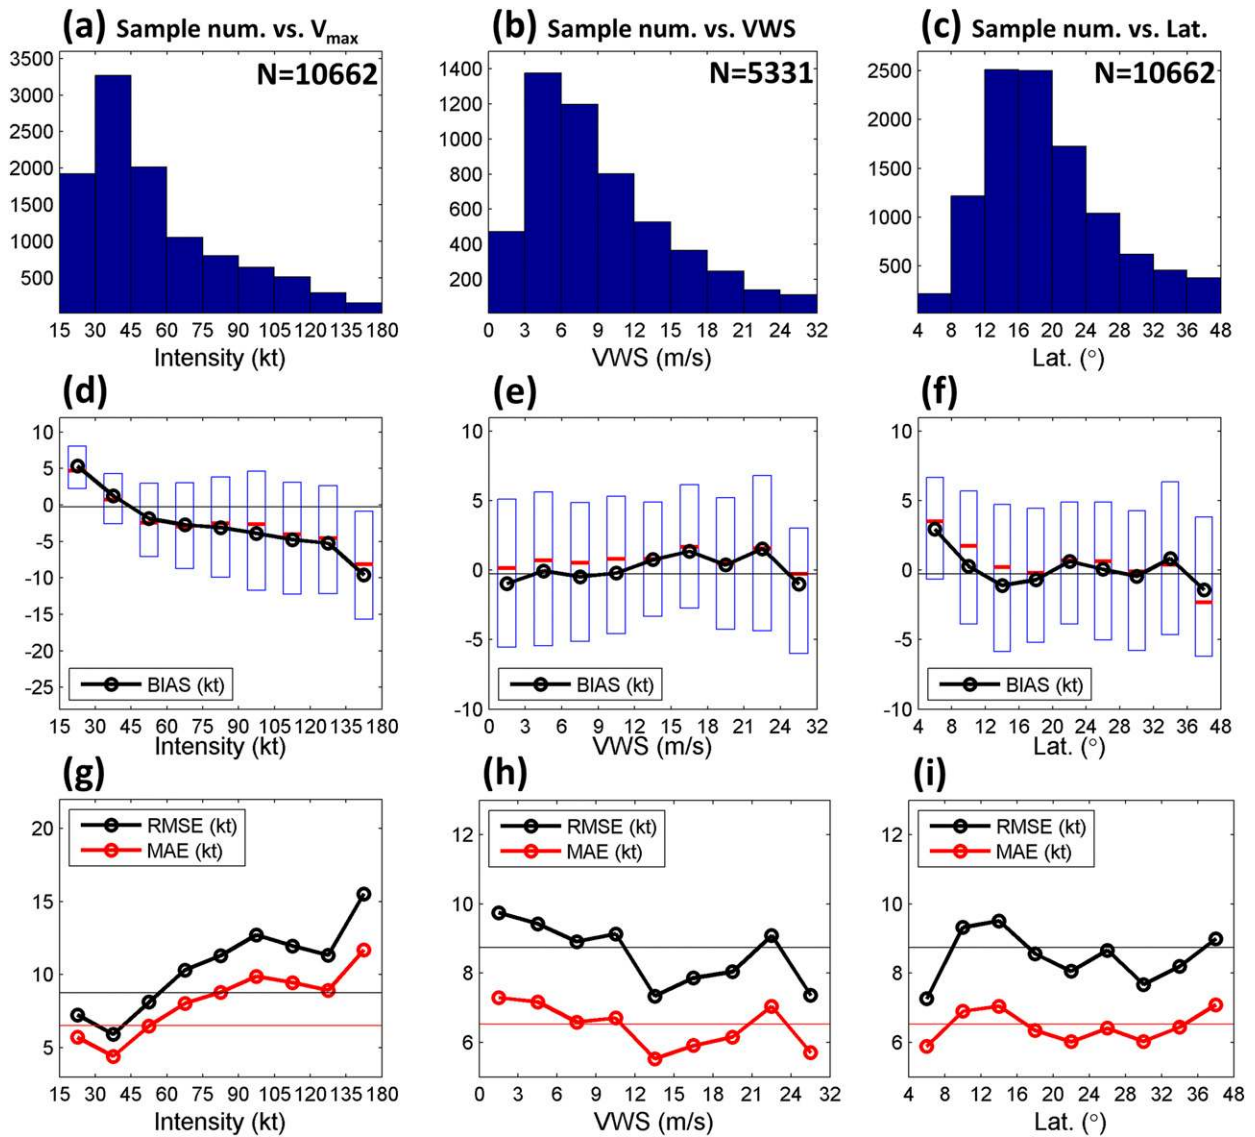 (a) Sample num. vs. Vmax
N=10662
3500
3000
2500
2000
1500
1000
500
15 30 45 60 75 90 105 120 135 180
Intensity (kt)
(b) Sample num. vs. VWS
N=5331
1400
1200
1000
800
600
400
200
0 3 6 9 12 15 18 21 24 32
VWS (m/s)
(c) Sample num. vs. Lat.
N=10662
2500
2000
1500
1000
500
4 8 12 16 20 24 28 32 36 48
Lat. (°)
(d)
10
5
0
-5
-10
-15
-20
-25
BIAS (kt)
15 30 45 60 75 90 105 120 135 180
Intensity (kt)
(e)
10
5
0
-5
-10
BIAS (kt)
0 3 6 9 12 15 18 21 24 32
VWS (m/s)
(f)
10
5
0
-5
-10
BIAS (kt)
4 8 12 16 20 24 28 32 36 48
Lat. (°)
(g)
RMSE (kt)
MAE (kt)
20
15
10
5
15 30 45 60 75 90 105 120 135 180
Intensity (kt)
(h)
RMSE (kt)
MAE (kt)
12
10
8
6
0 3 6 9 12 15 18 21 24 32
VWS (m/s)
(i)
RMSE (kt)
MAE (kt)
12
10
8
6
4 8 12 16 20 24 28 32 36 48
Lat. (°)